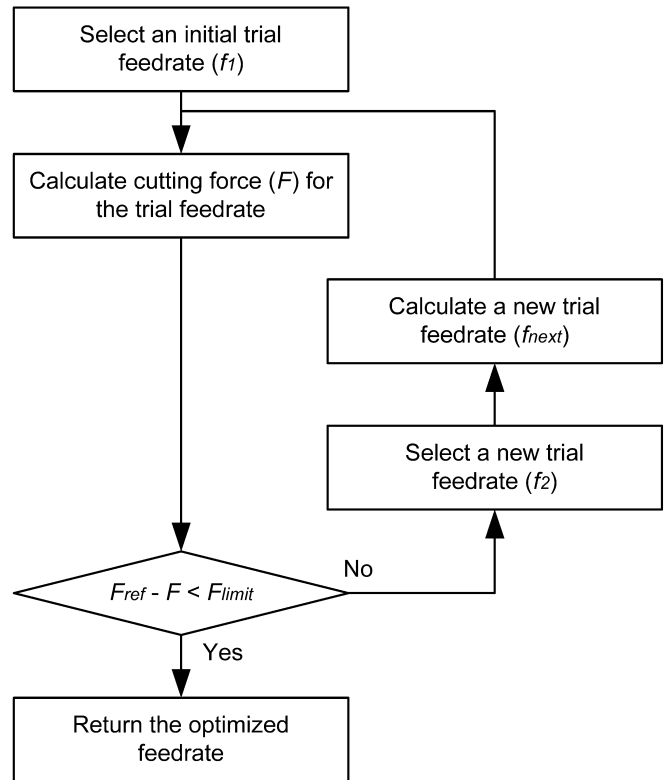 Select an initial trial
feedrate (f1)
Calculate cutting force (F) for
the trial feedrate
Calculate a new trial
feedrate (fnext)
Select a new trial
feedrate (f2)
No
Fref - F < Flimit
Yes
Return the optimized
feedrate